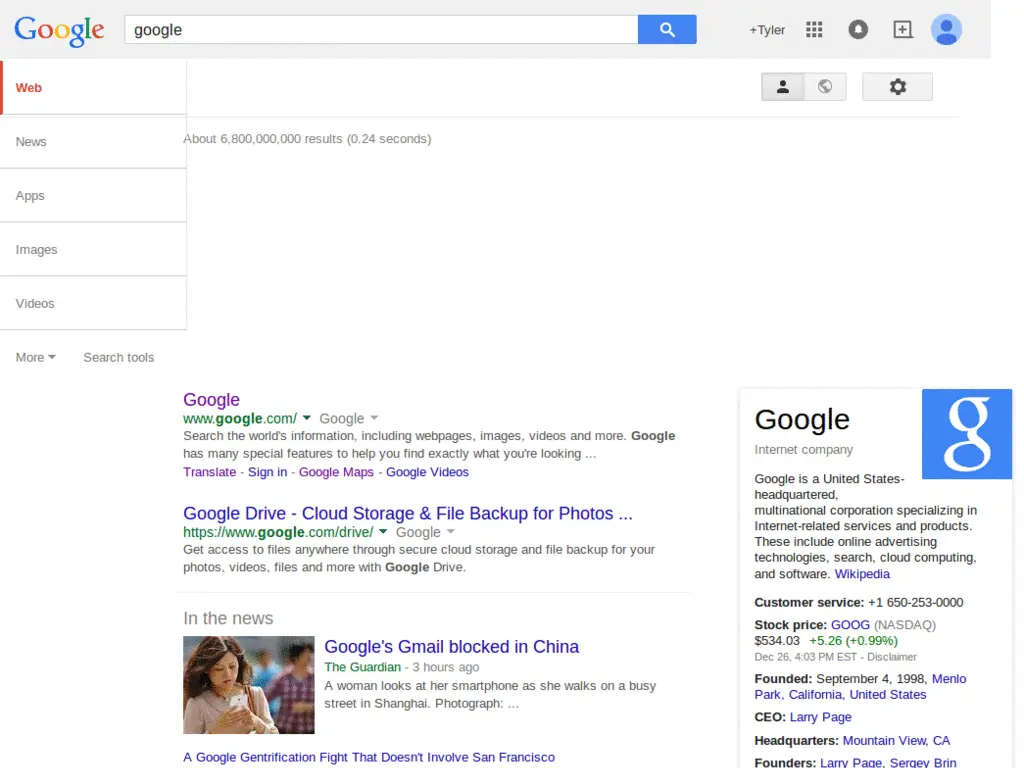 Google google +Tyler
Web
News
About 6,800,000,000 results (0.24 seconds)
Apps
Images
Videos
More Search tools
Google
www.google.com/ Google
Search the world's information, including webpages, images, videos and more. Google
has many special features to help you find exactly what you're looking ...
Translate - Sign in - Google Maps - Google Videos
Google Drive - Cloud Storage & File Backup for Photos ...
https://www.google.com/drive/ Google
Get access to files anywhere through secure cloud storage and file backup for your
photos, videos, files and more with Google Drive.
In the news
Google's Gmail blocked in China
The Guardian - 3 hours ago
A woman looks at her smartphone as she walks on a busy
street in Shanghai. Photograph: ...
A Google Gentrification Fight That Doesn't Involve San Francisco
Google
g
Internet company
Google is a United States-
headquartered,
multinational corporation specializing in
Internet-related services and products.
These include online advertising
technologies, search, cloud computing,
and software. Wikipedia
Customer service: +1 650-253-0000
Stock price: GOOG (NASDAQ)
$534.03 +5.26 (+0.99%)
Dec 26, 4:03 PM EST - Disclaimer
Founded: September 4, 1998, Menlo
Park, California, United States
CEO: Larry Page
Headquarters: Mountain View, CA
Founders: Larry Page, Sergey Brin